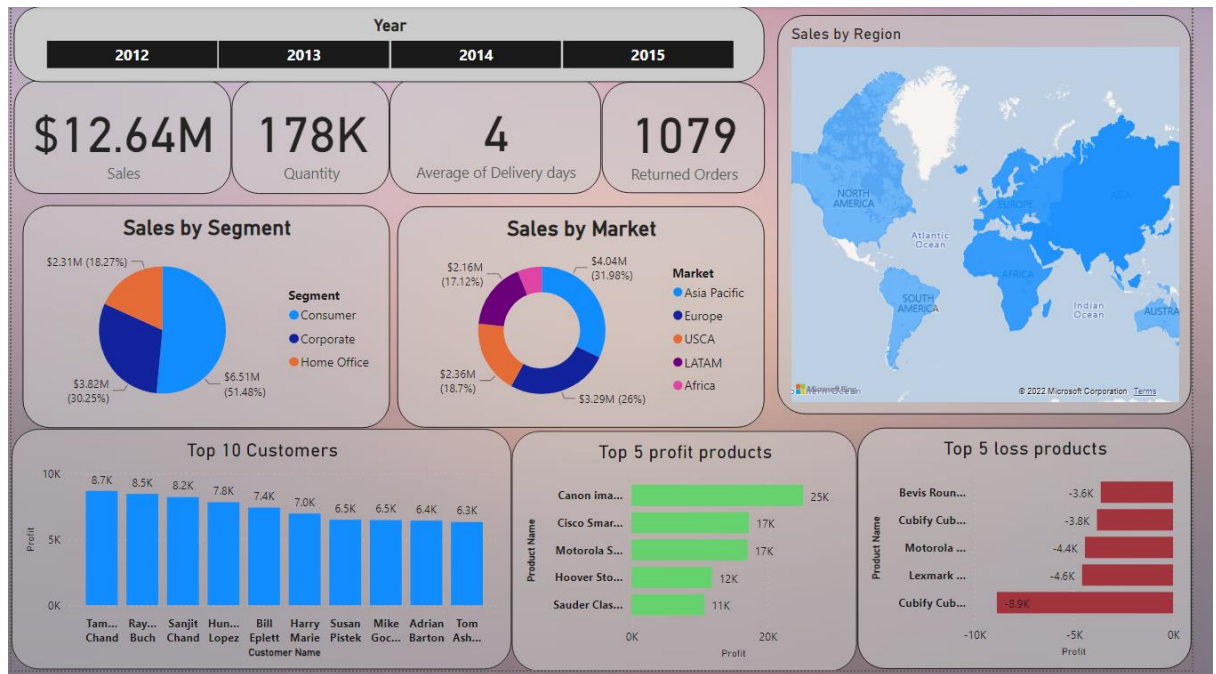 Year
2012
2013
2014
2015
$12.64M
Sales
178K
Quantity
4
Average of Delivery days
1079
Returned Orders
Sales by Region
NORTH
AMERICA
EUROPE
ASIA
Atlantic
Ocean
AFRICA
SOUTH
AMERICA
Indian
Ocean
AUSTRA
© 2022 Microsoft Corporation Terms
Sales by Segment
$2.31M (18.27%)
$3.82M
(30.25%)
$6.51M
(51.48%)
Segment
Consumer
Corporate
Home Office
Sales by Market
$2.16M
(17.12%)
$4.04M
(31.98%)
$2.36M
(18.7%)
$3.29M (26%)
Market
Asia Pacific
Europe
USCA
LATAM
Africa
Top 10 Customers
Profit
10K
5K
0K
8.7K
8.5K
8.2K
7.8K
7.4K
7.0K
6.5K
6.5K
6.4K
6.3K
Tam...
Chand
Ray...
Buch
Sanjit
Chand
Hun...
Lopez
Bill
Eplett
Harry
Marie
Susan
Pistek
Mike
Goc...
Adrian
Barton
Tom
Ash...
Customer Name
Top 5 profit products
Product Name
Canon ima... 25K
Cisco Smar... 17K
Motorola S... 17K
Hoover Sto... 12K
Sauder Clas... 11K
0K 20K
Profit
Top 5 loss products
Product Name
Bevis Roun... -3.6K
Cubify Cub... -3.8K
Motorola ... -4.4K
Lexmark ... -4.6K
Cubify Cub... -8.9K
-10K -5K 0K
Profit